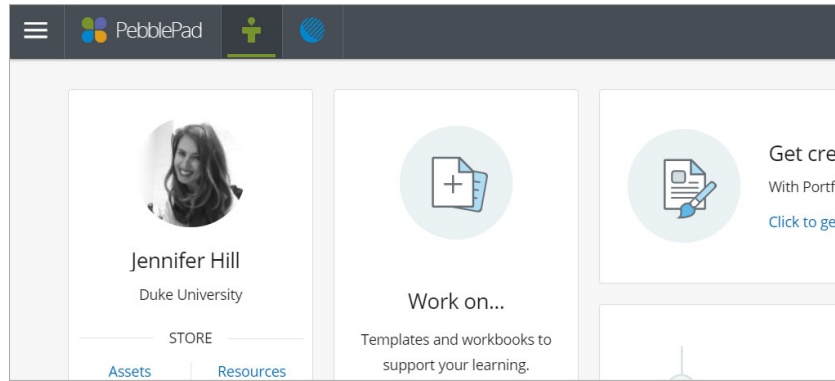 PebblePad
Jennifer Hill
Duke University
STORE
Assets
Resources
Work on...
Templates and workbooks to
support your learning.
Get cre
With Portf
Click to ge